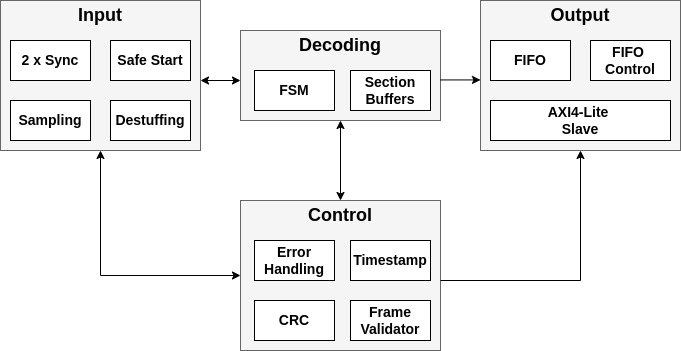 Input
2 x Sync
Safe Start
Sampling
Destuffing
Decoding
FSM
Section
Buffers
Output
FIFO
FIFO
Control
AXI4-Lite
Slave
Control
Error
Handling
Timestamp
CRC
Frame
Validator